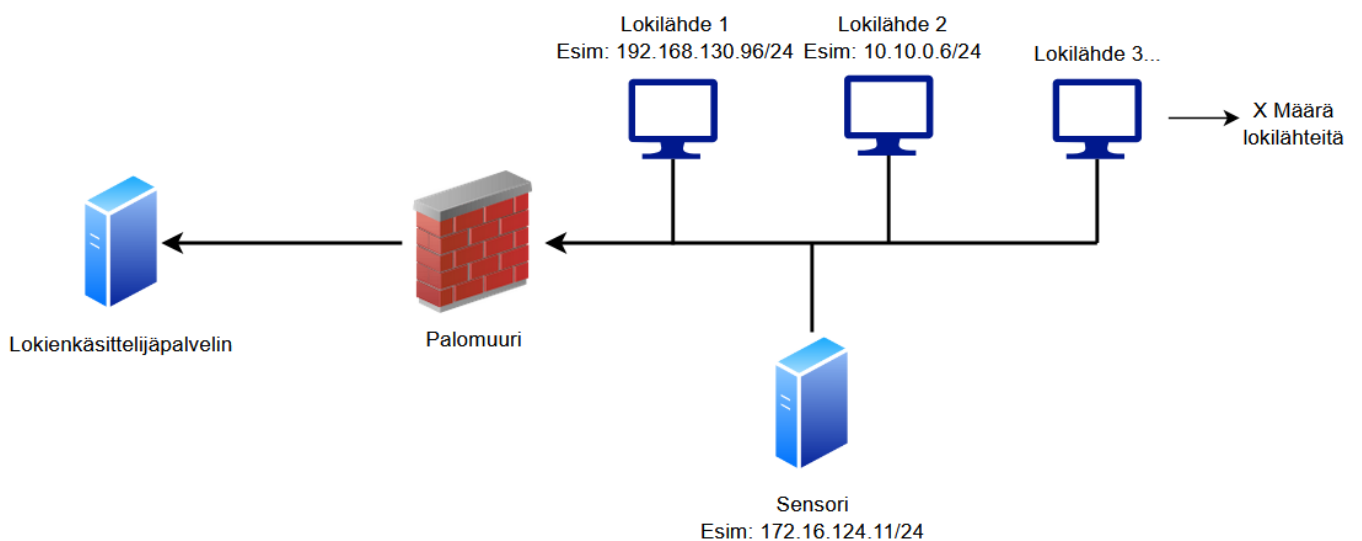 Lokilähde 1
Esim: 192.168.130.96/24
Lokilähde 2
Esim: 10.10.0.6/24
Lokilähde 3...
X Määrä
lokilähteitä
Lokienkäsittelijäpalvelin
Palomuuri
Sensori
Esim: 172.16.124.11/24